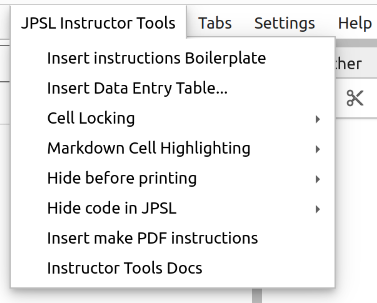 JPSL Instructor Tools Tabs Settings Help
Insert instructions Boilerplate
Insert Data Entry Table...
Cell Locking
Markdown Cell Highlighting
Hide before printing
Hide code in JPSL
Insert make PDF instructions
Instructor Tools Docs